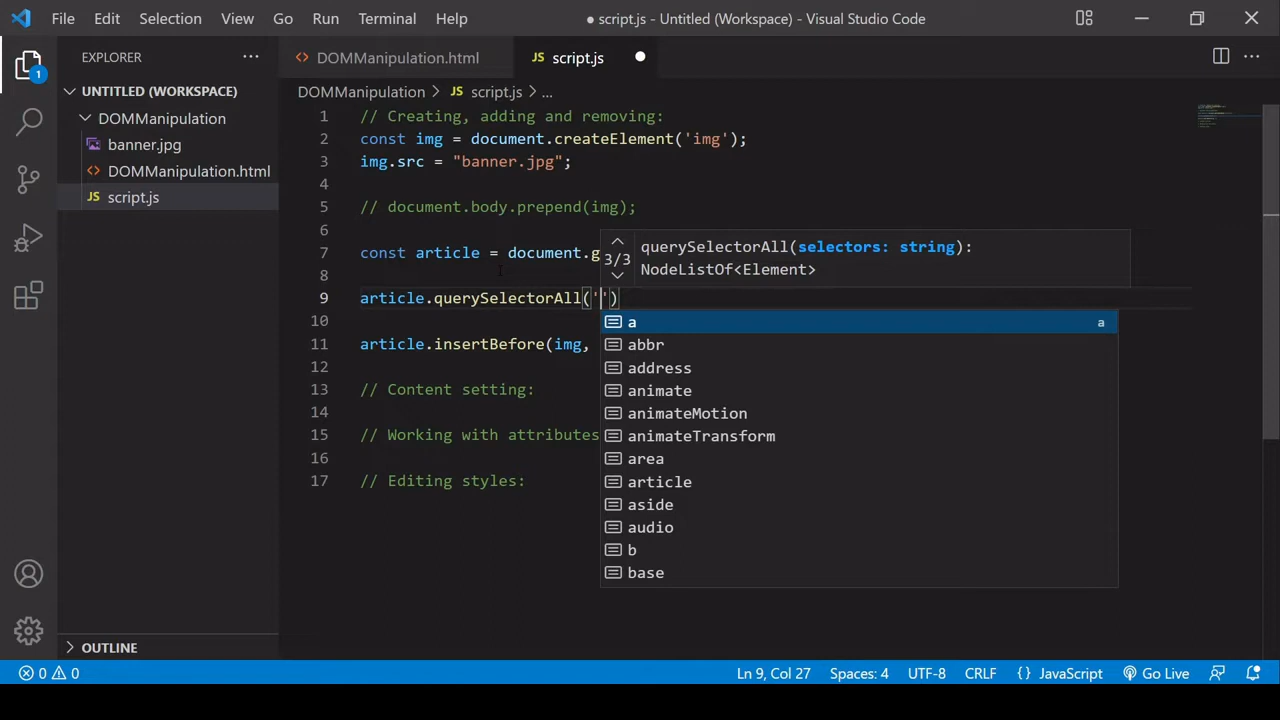 File Edit Selection View Go Run Terminal Help ● script.js - Untitled (Workspace) - Visual Studio Code
EXPLORER ...
<> DOMManipulation.html JS script.js ●
1
UNTITLED (WORKSPACE)
DOMManipulation
banner.jpg
<> DOMManipulation.html
JS script.js
OUTLINE
DOMManipulation > JS script.js > ...
1 // Creating, adding and removing:
2 const img = document.createElement('img');
3 img.src = "banner.jpg";
4
5 // document.body.prepend(img);
6
7 const article = document.g
8
9 article.querySelectorAll('')
10
11 article.insertBefore(img,
12
13 // Content setting:
14
15 // Working with attributes
16
17 // Editing styles:
3/3
querySelectorAll(selectors: string):
NodeListOf<Element>
a a
abbr
address
animate
animateMotion
animateTransform
area
article
aside
audio
b
base
0 0 Ln 9, Col 27 Spaces: 4 UTF-8 CRLF {} JavaScript Go Live